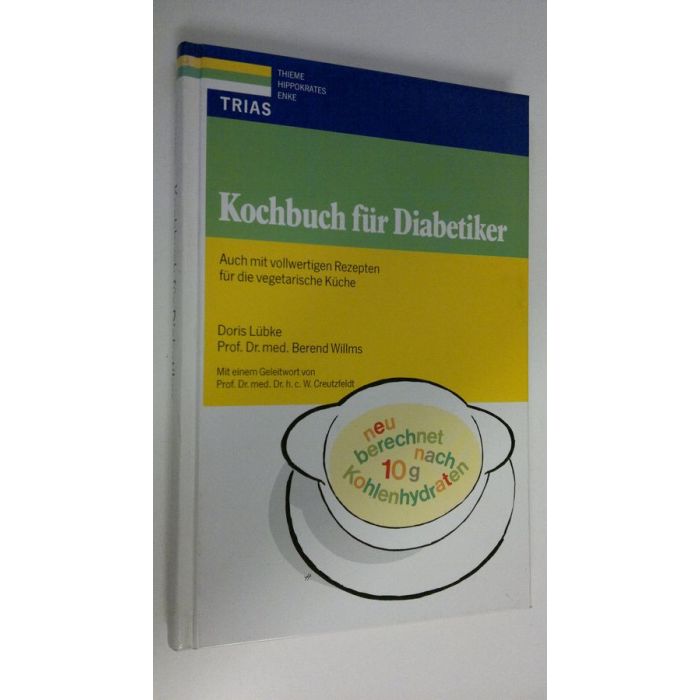 THIEME
HIPPOKRATES
ENKE
TRIAS
Kochbuch für Diabetiker
Auch mit vollwertigen Rezepten
für die vegetarische Küche
Doris Lübke
Prof. Dr. med. Berend Willms
Mit einem Geleitwort von
Prof. Dr. med. Dr. h. c. W. Creutzfeldt
neu
berechnet
nach
10 g
Kohlenhydraten